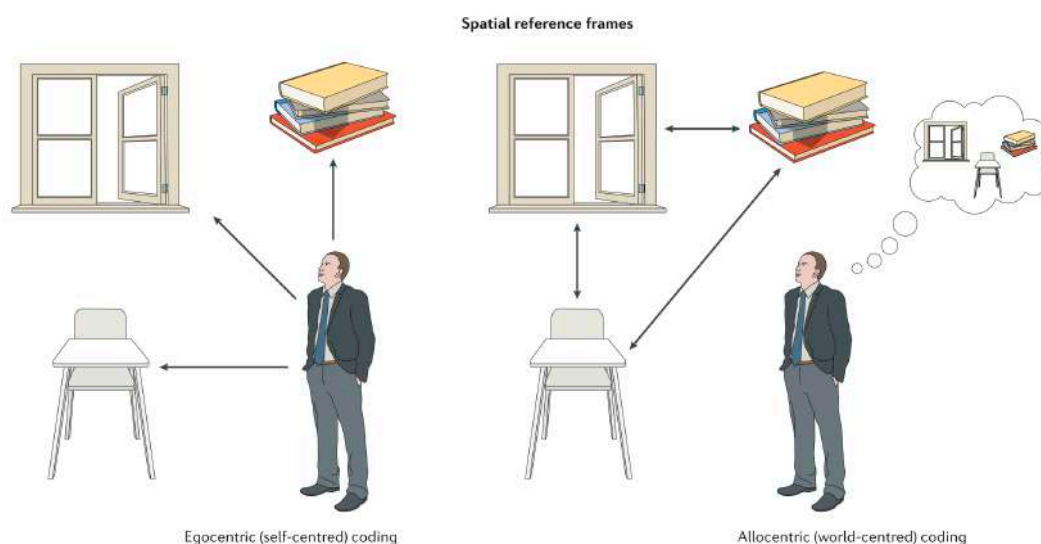 Spatial reference frames
Egocentric (self-centred) coding
Allocentric (world-centred) coding